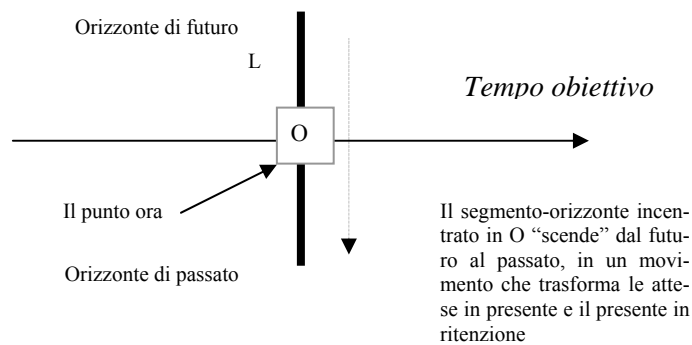 Orizzonte di futuro
L
Tempo obiettivo
O
Il punto ora
Orizzonte di passato
Il segmento-orizzonte incen-
trato in O “scende” dal futu-
ro al passato, in un movi-
mento che trasforma le atte-
se in presente e il presente in
ritenzione